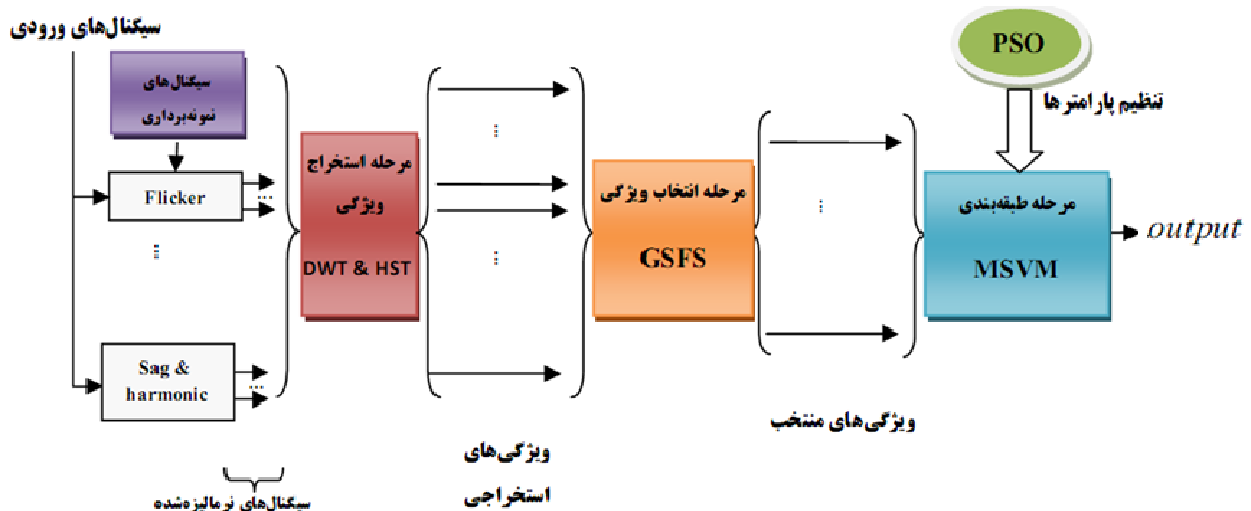 سیگنال‌های ورودی
سیگنال‌های
نمونه‌برداری
Flicker
Sag &
harmonic
سیگنال‌های نرمالیزه‌شده
مرحله استخراج
ویژگی
DWT & HST
ویژگی‌های
استخراجی
مرحله انتخاب ویژگی
GSFS
ویژگی‌های منتخب
PSO
تنظیم پارامترها
مرحله طبقه‌بندی
MSVM
output